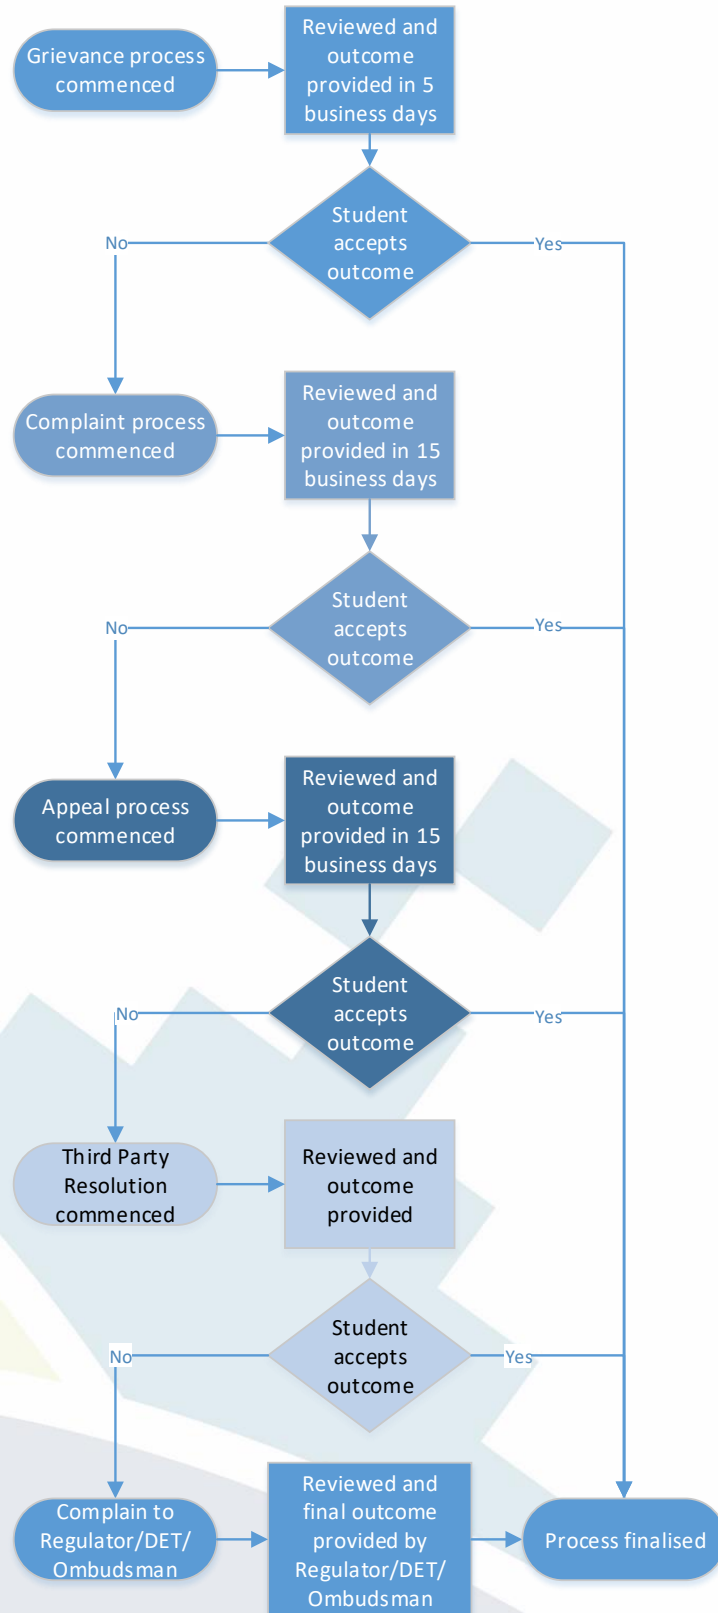 Grievance process
commenced
Reviewed and
outcome
provided in 5
business days
Student
accepts
outcome
No
Yes
Complaint process
commenced
Reviewed and
outcome
provided in 15
business days
Student
accepts
outcome
No
Yes
Appeal process
commenced
Reviewed and
outcome
provided in 15
business days
Student
accepts
outcome
No
Yes
Third Party
Resolution
commenced
Reviewed and
outcome
provided
Student
accepts
outcome
No
Yes
Complain to
Regulator/DET/
Ombudsman
Reviewed and
final outcome
provided by
Regulator/DET/
Ombudsman
Process finalised